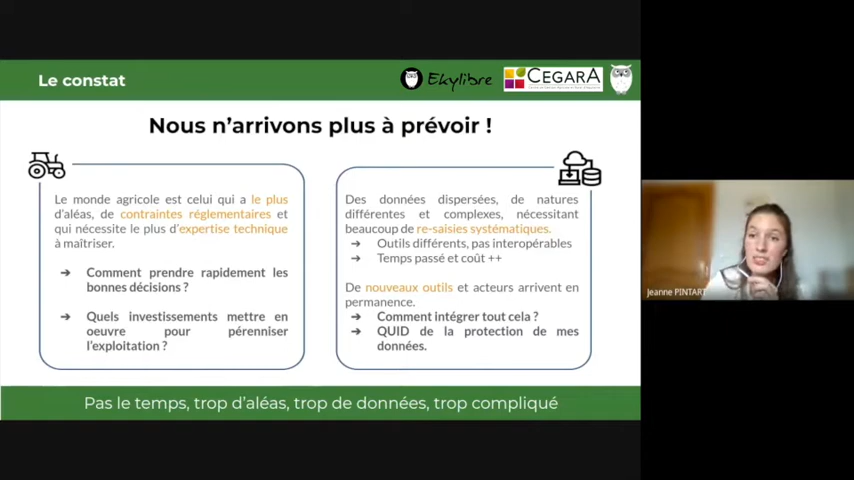 Le constat
Ekylibre
CEGARA
Nous n'arrivons plus à prévoir !
Le monde agricole est celui qui a le plus
d'aléas, de contraintes réglementaires et
qui nécessite le plus d'expertise technique
à maîtriser.
➔ Comment prendre rapidement les
bonnes décisions ?
➔ Quels investissements mettre en
oeuvre pour pérenniser
l'exploitation ?
Des données dispersées, de natures
différentes et complexes, nécessitant
beaucoup de re-saisies systématiques.
➔ Outils différents, pas interopérables
➔ Temps passé et coût ++
De nouveaux outils et acteurs arrivent en
permanence.
➔ Comment intégrer tout cela ?
➔ QUID de la protection de mes
données.
Pas le temps, trop d'aléas, trop de données, trop compliqué
Jeanne PINTART